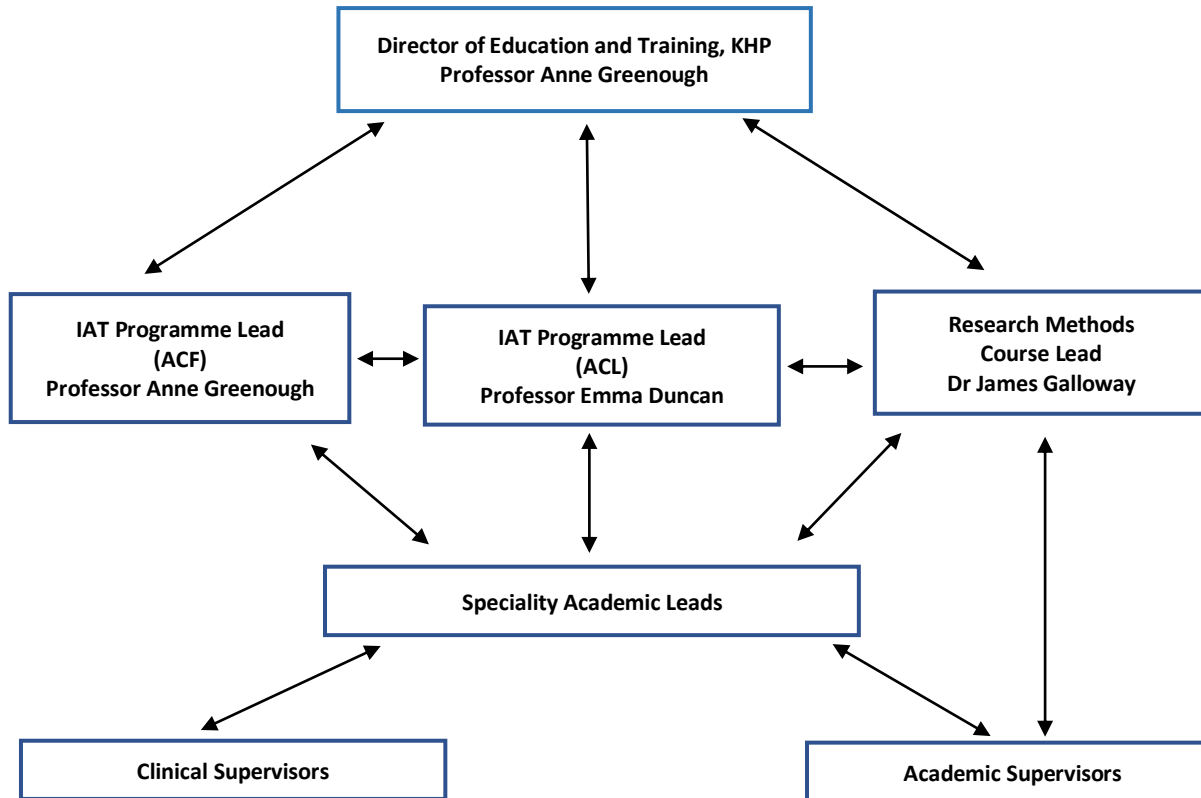 Director of Education and Training, KHP
Professor Anne Greenough
IAT Programme Lead
(ACF)
Professor Anne Greenough
IAT Programme Lead
(ACL)
Professor Emma Duncan
Research Methods
Course Lead
Dr James Galloway
Speciality Academic Leads
Clinical Supervisors
Academic Supervisors